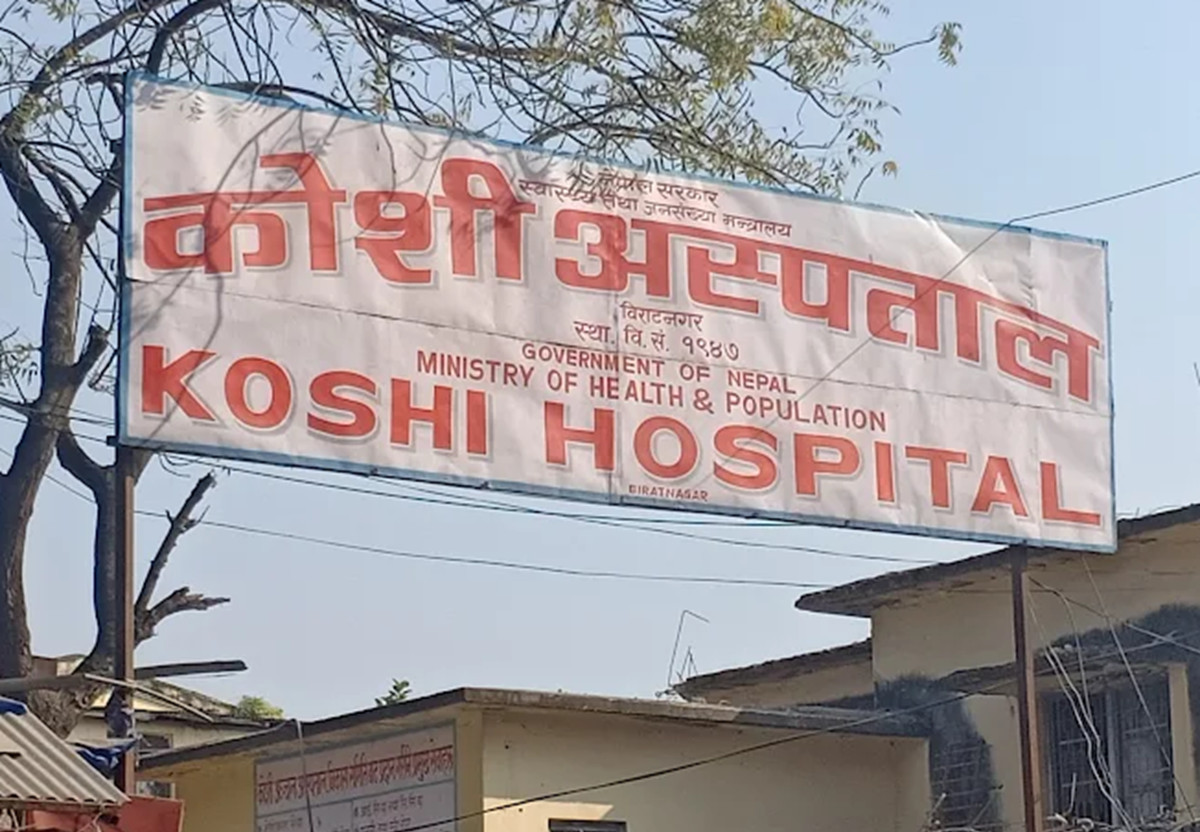 नेपाल सरकार
स्वास्थ्य तथा जनसंख्या मन्त्रालय
कोशी अस्पताल
विराटनगर
स्था. वि. सं. १९४७
GOVERNMENT OF NEPAL
MINISTRY OF HEALTH & POPULATION
KOSHI HOSPITAL
BIRATNAGAR